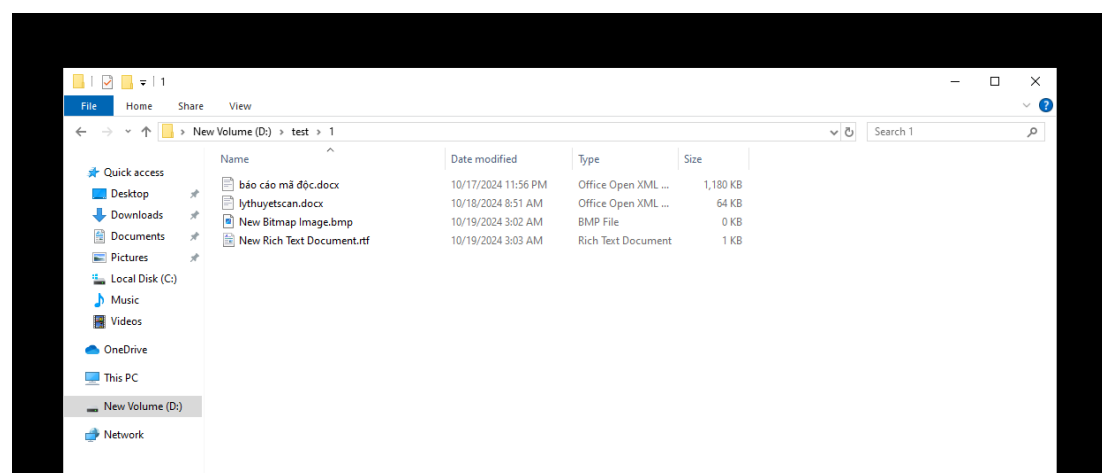 1
File Home Share View
New Volume (D:) > test > 1
Search 1
Name Date modified Type Size
Quick access
Desktop
Downloads
Documents
Pictures
Local Disk (C:)
Music
Videos
OneDrive
This PC
New Volume (D:)
Network
báo cáo mã độc.docx 10/17/2024 11:56 PM Office Open XML ... 1,180 KB
lythuyetscan.docx 10/18/2024 8:51 AM Office Open XML ... 64 KB
New Bitmap Image.bmp 10/19/2024 3:02 AM BMP File 0 KB
New Rich Text Document.rtf 10/19/2024 3:03 AM Rich Text Document 1 KB